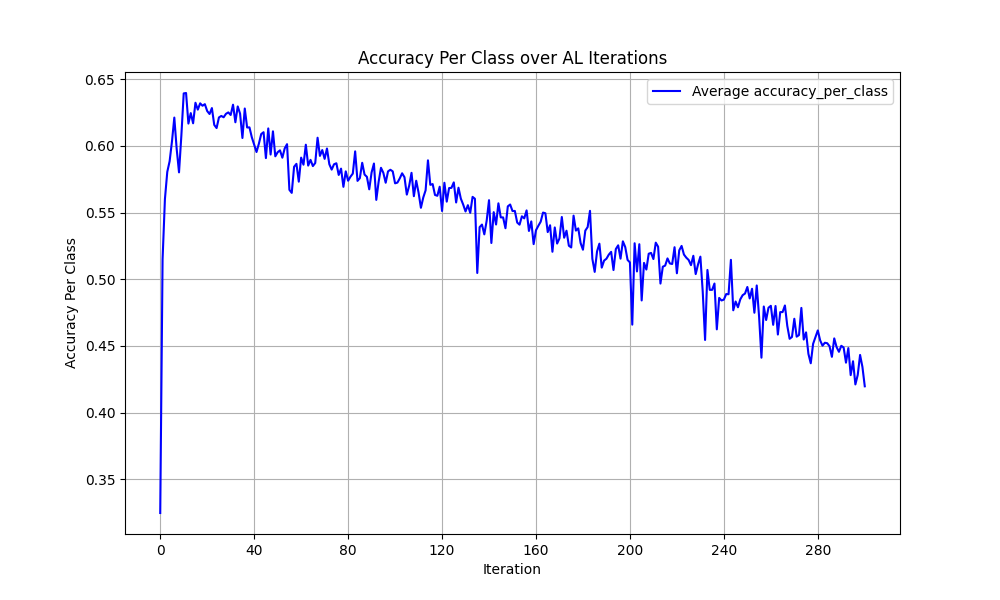 Accuracy Per Class over AL Iterations
Average accuracy_per_class
Accuracy Per Class
0.65
0.60
0.55
0.50
0.45
0.40
0.35
0 40 80 120 160 200 240 280
Iteration